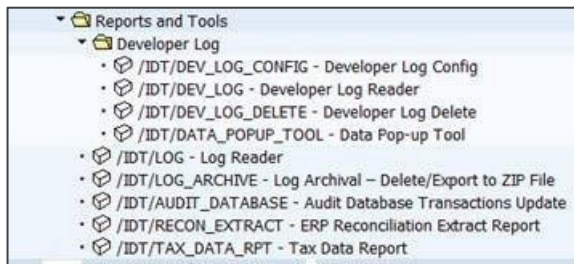 Reports and Tools
Developer Log
/IDT/DEV_LOG_CONFIG - Developer Log Config
/IDT/DEV_LOG - Developer Log Reader
/IDT/DEV_LOG_DELETE - Developer Log Delete
/IDT/DATA_POPUP_TOOL - Data Pop-up Tool
/IDT/LOG - Log Reader
/IDT/LOG_ARCHIVE - Log Archival – Delete/Export to ZIP File
/IDT/AUDIT_DATABASE - Audit Database Transactions Update
/IDT/RECON_EXTRACT - ERP Reconciliation Extract Report
/IDT/TAX_DATA_RPT - Tax Data Report